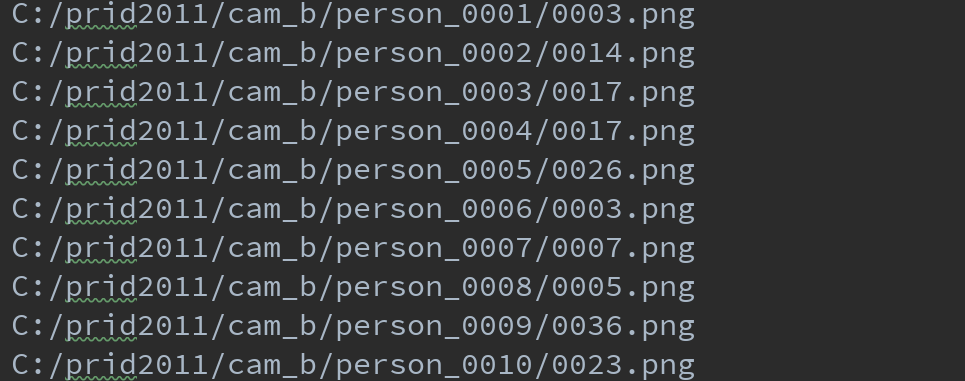 C:/prid2011/cam_b/person_0001/0003.png
C:/prid2011/cam_b/person_0002/0014.png
C:/prid2011/cam_b/person_0003/0017.png
C:/prid2011/cam_b/person_0004/0017.png
C:/prid2011/cam_b/person_0005/0026.png
C:/prid2011/cam_b/person_0006/0003.png
C:/prid2011/cam_b/person_0007/0007.png
C:/prid2011/cam_b/person_0008/0005.png
C:/prid2011/cam_b/person_0009/0036.png
C:/prid2011/cam_b/person_0010/0023.png